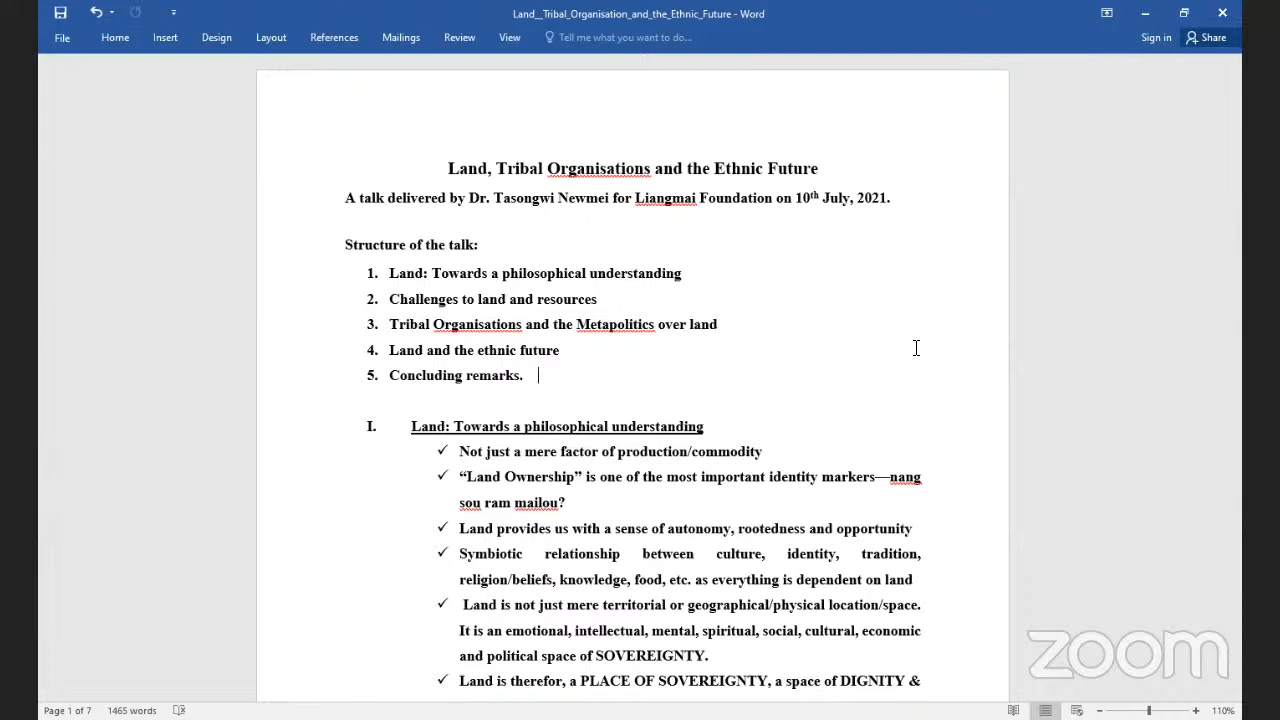 Land__Tribal_Organisation_and_the_Ethnic_Future - Word
File Home Insert Design Layout References Mailings Review View Tell me what you want to do... Sign in Share
Land, Tribal Organisations and the Ethnic Future
A talk delivered by Dr. Tasongwi Newmei for Liangmai Foundation on 10th July, 2021.
Structure of the talk:
1. Land: Towards a philosophical understanding
2. Challenges to land and resources
3. Tribal Organisations and the Metapolitics over land
4. Land and the ethnic future
5. Concluding remarks.
I. Land: Towards a philosophical understanding
✓ Not just a mere factor of production/commodity
✓ “Land Ownership” is one of the most important identity markers—nang
sou ram mailou?
✓ Land provides us with a sense of autonomy, rootedness and opportunity
✓ Symbiotic relationship between culture, identity, tradition,
religion/beliefs, knowledge, food, etc. as everything is dependent on land
✓ Land is not just mere territorial or geographical/physical location/space.
It is an emotional, intellectual, mental, spiritual, social, cultural, economic
and political space of SOVEREIGNTY.
✓ Land is therefor, a PLACE OF SOVEREIGNTY, a space of DIGNITY &
zoom
Page 1 of 7 1465 words 110%